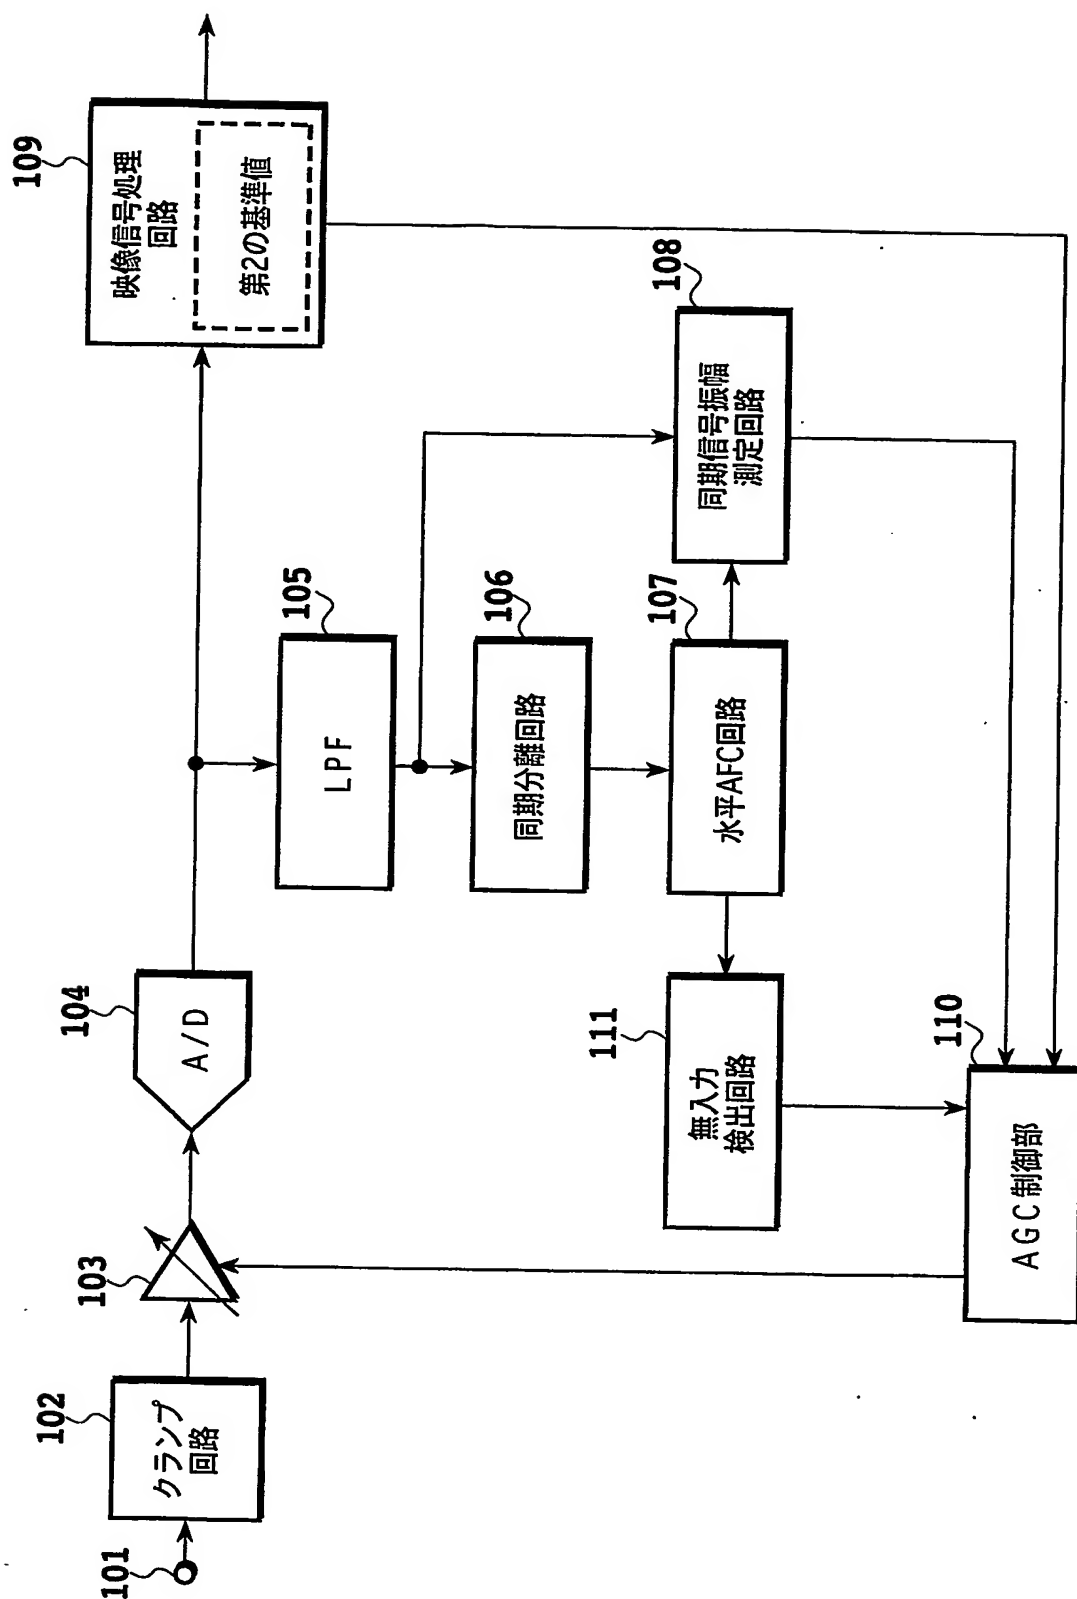 101
102
クランプ
回路
103
104
A/D
105
LPF
106
同期分離回路
107
水平AFC回路
108
同期信号振幅
測定回路
109
映像信号処理
回路
第2の基準値
111
無入力
検出回路
110
AGC制御部